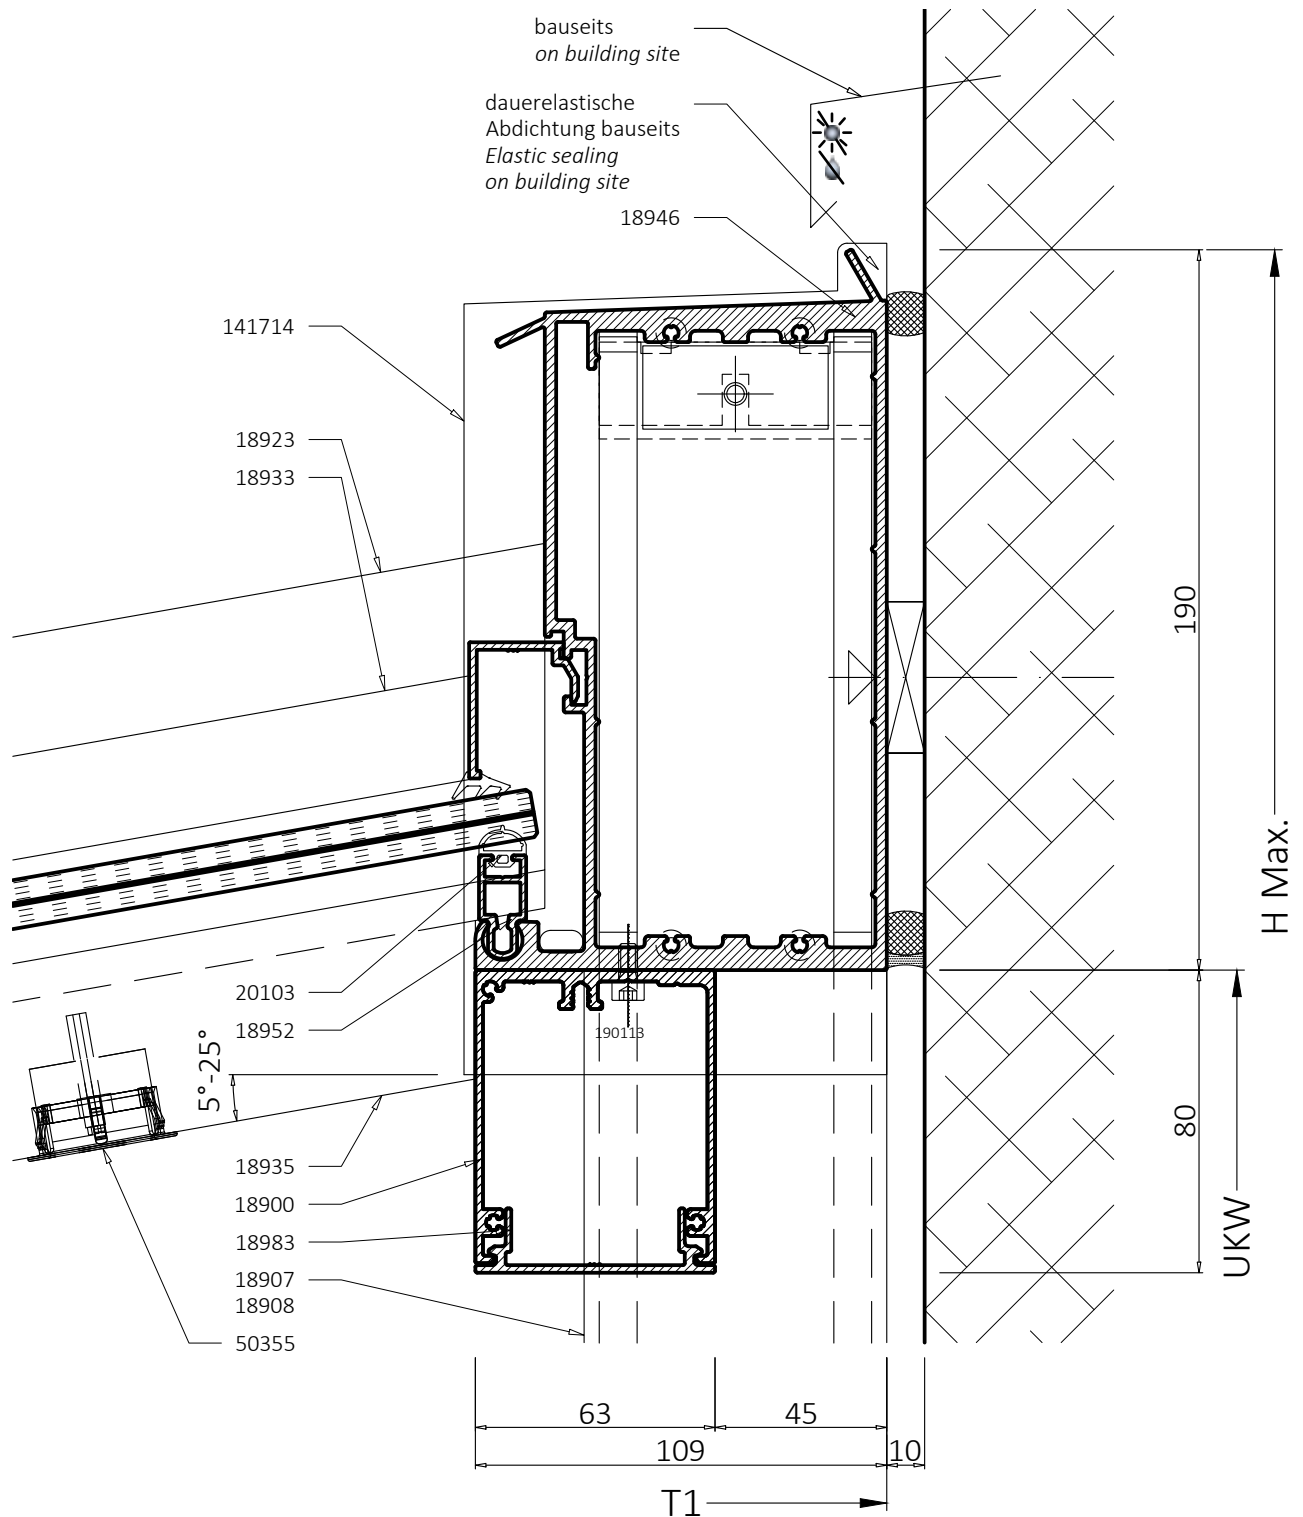 bauseits
on building site
dauerelastische
Abdichtung bauseits
Elastic sealing
on building site
18946
141714
18923
18933
190
H Max.
20103
18952
190113
5°-25°
80
UKW
18935
18900
18983
18907
18908
50355
63
45
109
10
T1